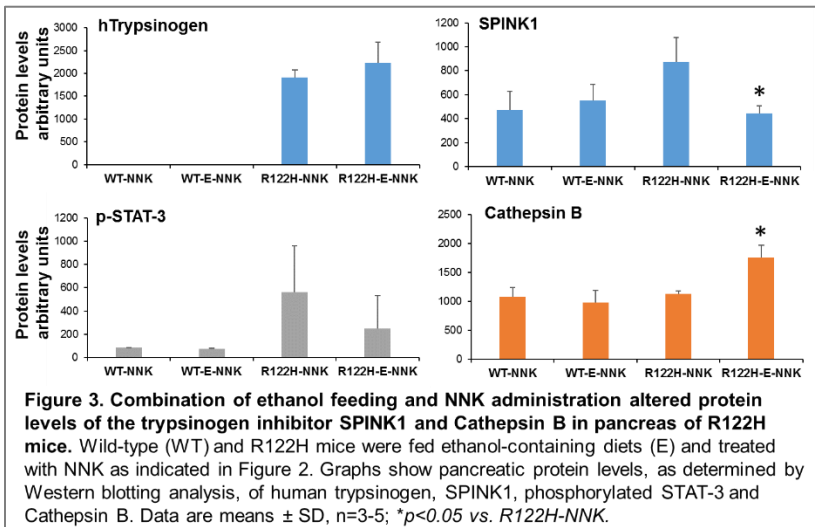 hTrypsinogen
Protein levels
arbitrary units
3000
2500
2000
1500
1000
500
0
WT-NNK WT-E-NNK R122H-NNK R122H-E-NNK
SPINK1
1200
1000
800
600
400
200
0
*
WT-NNK WT-E-NNK R122H-NNK R122H-E-NNK
p-STAT-3
Protein levels
arbitrary units
1200
1000
800
600
400
200
0
WT-NNK WT-E-NNK R122H-NNK R122H-E-NNK
Cathepsin B
2500
2000
1500
1000
500
0
*
WT-NNK WT-E-NNK R122H-NNK R122H-E-NNK
Figure 3. Combination of ethanol feeding and NNK administration altered protein
levels of the trypsinogen inhibitor SPINK1 and Cathepsin B in pancreas of R122H
mice. Wild-type (WT) and R122H mice were fed ethanol-containing diets (E) and treated
with NNK as indicated in Figure 2. Graphs show pancreatic protein levels, as determined by
Western blotting analysis, of human trypsinogen, SPINK1, phosphorylated STAT-3 and
Cathepsin B. Data are means ± SD, n=3-5; *p<0.05 vs. R122H-NNK.